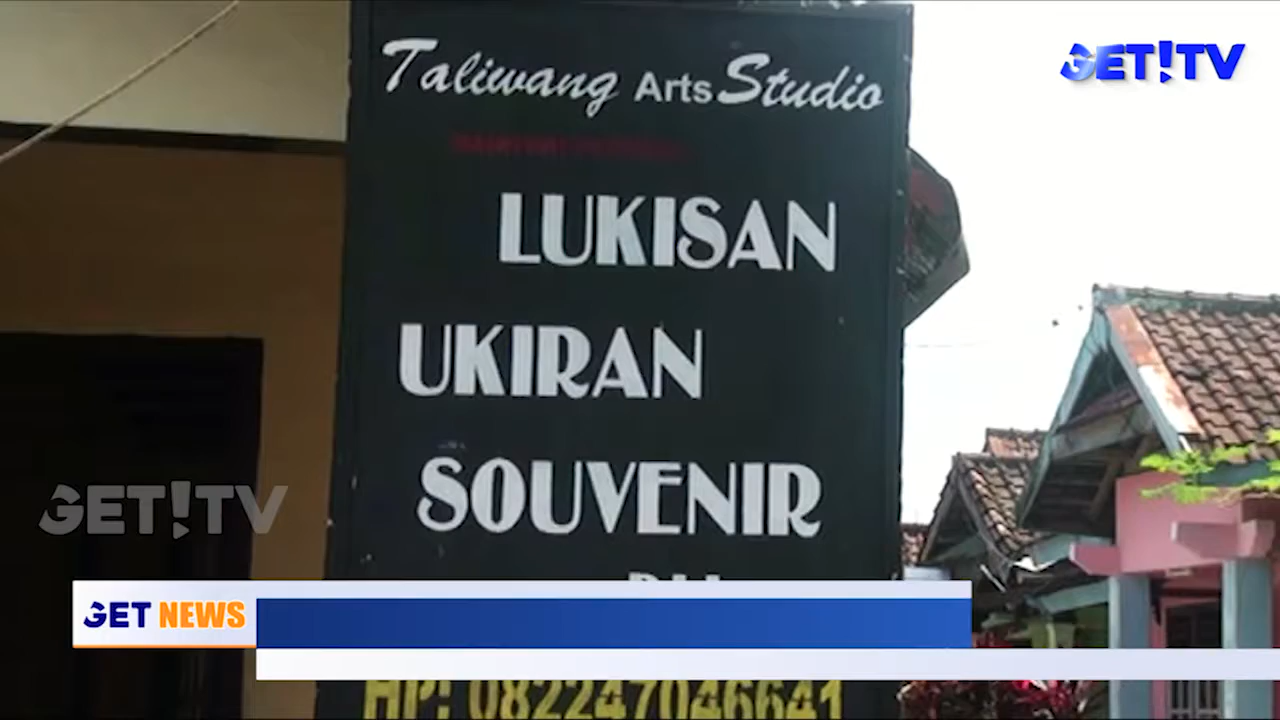 GET!TV
Taliwang Arts Studio
LUKISAN
UKIRAN
SOUVENIR
GET!TV
GET NEWS
HP: 082247046641